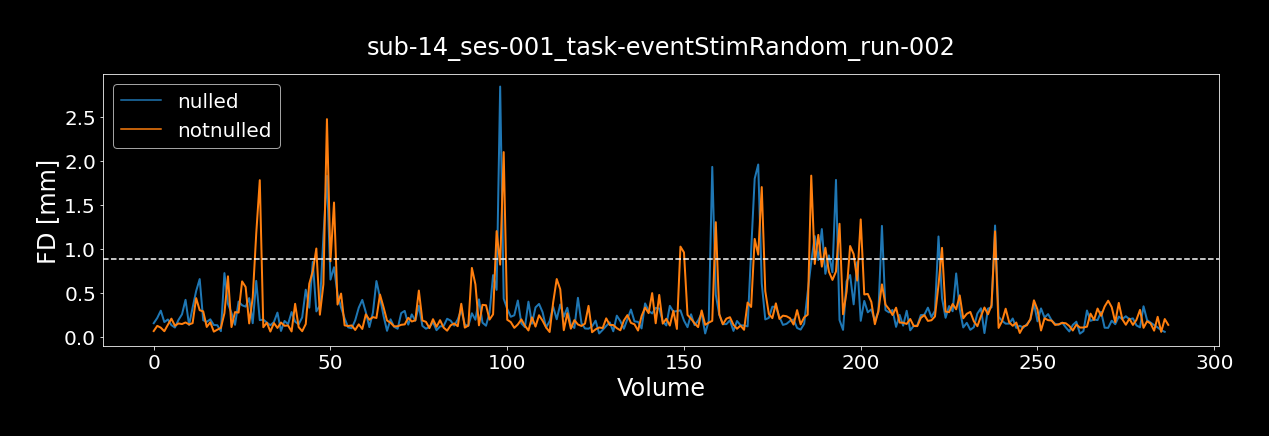 sub-14_ses-001_task-eventStimRandom_run-002
nulled
notnulled
FD [mm]
2.5
2.0
1.5
1.0
0.5
0.0
0 50 100 150 200 250 300
Volume